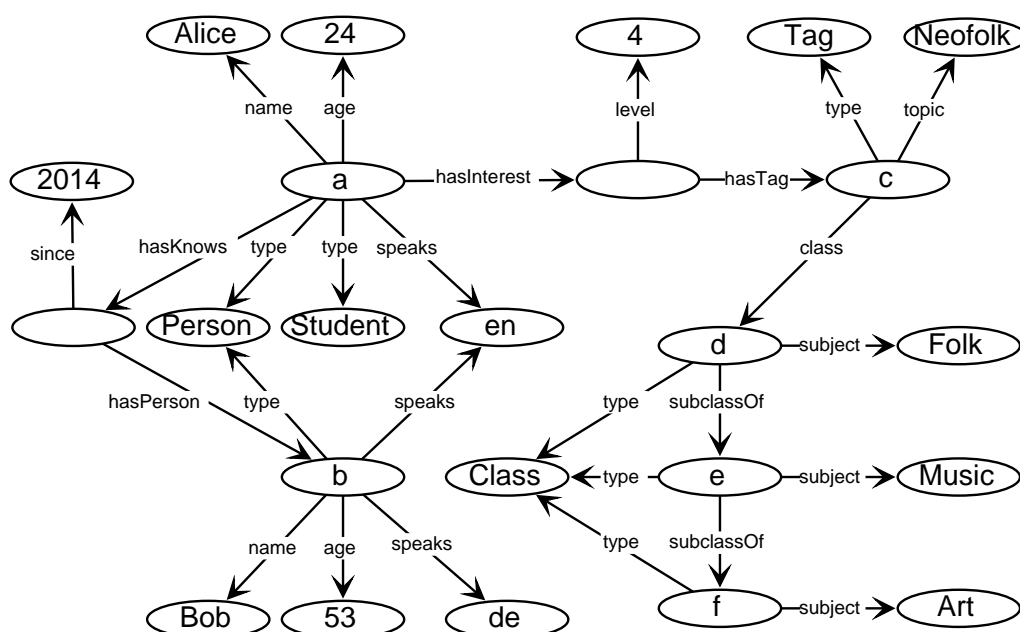 Alice
24
4
Tag
Neofolk
name
age
level
type
topic
2014
a
hasInterest
hasTag
c
since
hasKnows
type
type
speaks
class
Person
Student
en
d
subject
Folk
hasPerson
type
speaks
type
subclassOf
b
Class
type
e
subject
Music
name
age
speaks
type
subclassOf
Bob
53
de
f
subject
Art